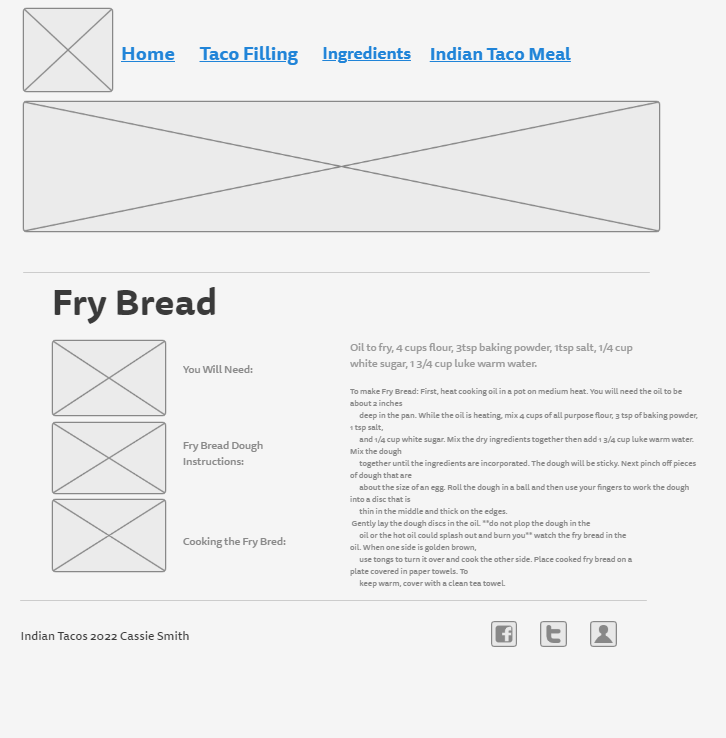 Home Taco Filling Ingredients Indian Taco Meal
Fry Bread
You Will Need:
Oil to fry, 4 cups flour, 3tsp baking powder, 1tsp salt, 1/4 cup
white sugar, 1 3/4 cup luke warm water.
Fry Bread Dough
Instructions:
Cooking the Fry Bred:
To make Fry Bread: First, heat cooking oil in a pot on medium heat. You will need the oil to be
about 2 inches
deep in the pan. While the oil is heating, mix 4 cups of all purpose flour, 3 tsp of baking powder,
1 tsp salt,
and 1/4 cup white sugar. Mix the dry ingredients together then add 1 3/4 cup luke warm water.
Mix the dough
together until the ingredients are incorporated. The dough will be sticky. Next pinch off pieces
of dough that are
about the size of an egg. Roll the dough in a ball and then use your fingers to work the dough
into a disc that is
thin in the middle and thick on the edges.
Gently lay the dough discs in the oil. **do not plop the dough in the
oil or the hot oil could splash out and burn you** watch the fry bread in the
oil. When one side is golden brown,
use tongs to turn it over and cook the other side. Place cooked fry bread on a
plate covered in paper towels. To
keep warm, cover with a clean tea towel.
Indian Tacos 2022 Cassie Smith